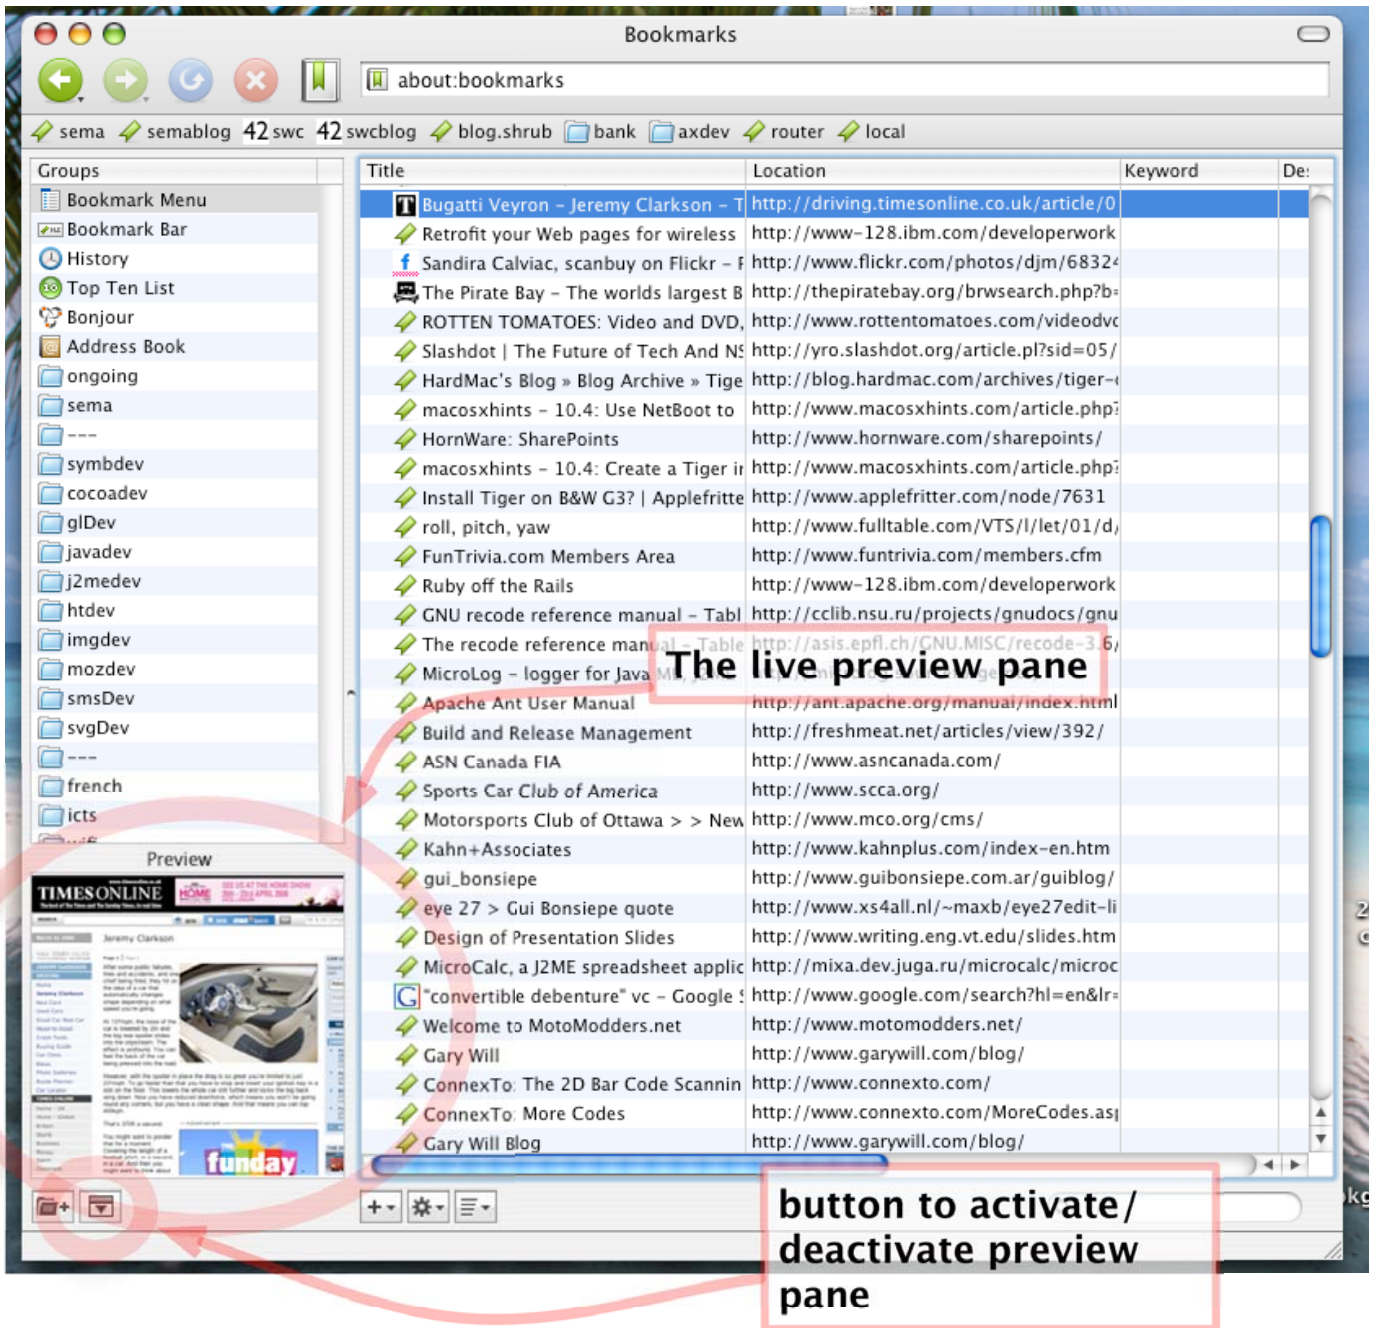 Bookmarks
about:bookmarks
sema semablog 42 swc 42 swcblog blog.shrub bank axdev router local
Groups
Bookmark Menu
Bookmark Bar
History
Top Ten List
Bonjour
Address Book
ongoing
sema
---
symbdev
cocoadev
glDev
javadev
j2medev
htdev
imgdev
mozdev
smsDev
svgDev
---
french
icts
wifi
Title Location Keyword Des
Bugatti Veyron – Jeremy Clarkson – T http://driving.timesonline.co.uk/article/0
Retrofit your Web pages for wireless http://www-128.ibm.com/developerwork
Sandira Calviac, scanbuy on Flickr – F http://www.flickr.com/photos/djm/68324
The Pirate Bay – The worlds largest B http://thepiratebay.org/brwsearch.php?b=
ROTTEN TOMATOES: Video and DVD, http://www.rottentomatoes.com/videodvd
Slashdot | The Future of Tech And NS http://yro.slashdot.org/article.pl?sid=05/
HardMac's Blog » Blog Archive » Tige http://blog.hardmac.com/archives/tiger-
macosxhints – 10.4: Use NetBoot to http://www.macosxhints.com/article.php?
HornWare: SharePoints http://www.hornware.com/sharepoints/
macosxhints – 10.4: Create a Tiger in http://www.macosxhints.com/article.php?
Install Tiger on B&W G3? | Applefritte http://www.applefritter.com/node/7631
roll, pitch, yaw http://www.fulltable.com/VTS/l/let/01/d/
FunTrivia.com Members Area http://www.funtrivia.com/members.cfm
Ruby off the Rails http://www-128.ibm.com/developerwork
GNU recode reference manual – Tabl http://cclib.nsu.ru/projects/gnudocs/gnu
The recode reference manual – Table http://asis.epfl.ch/GNU.MISC/recode-3.6/
The live preview pane
MicroLog – logger for Java
Apache Ant User Manual http://ant.apache.org/manual/index.html
Build and Release Management http://freshmeat.net/articles/view/392/
ASN Canada FIA http://www.asncanada.com/
Sports Car Club of America http://www.scca.org/
Motorsports Club of Ottawa > > New http://www.mco.org/cms/
Kahn+Associates http://www.kahnplus.com/index-en.htm
gui_bonsiepe http://www.guibonsiepe.com.ar/guiblog/
eye 27 > Gui Bonsiepe quote http://www.xs4all.nl/~maxb/eye27edit-li
Design of Presentation Slides http://www.writing.eng.vt.edu/slides.htm
MicroCalc, a J2ME spreadsheet applic http://mixa.dev.juga.ru/microcalc/microc
"convertible debenture" vc – Google S http://www.google.com/search?hl=en&lr=
Welcome to MotoModders.net http://www.motomodders.net/
Gary Will http://www.garywill.com/blog/
ConnexTo: The 2D Bar Code Scannin http://www.connexto.com/
ConnexTo: More Codes http://www.connexto.com/MoreCodes.asp
Gary Will Blog http://www.garywill.com/blog/
Preview
TIMESONLINE
HOME
SEE US AT THE HOME SHOW
Jeremy Clarkson
funday
button to activate/
deactivate preview
pane